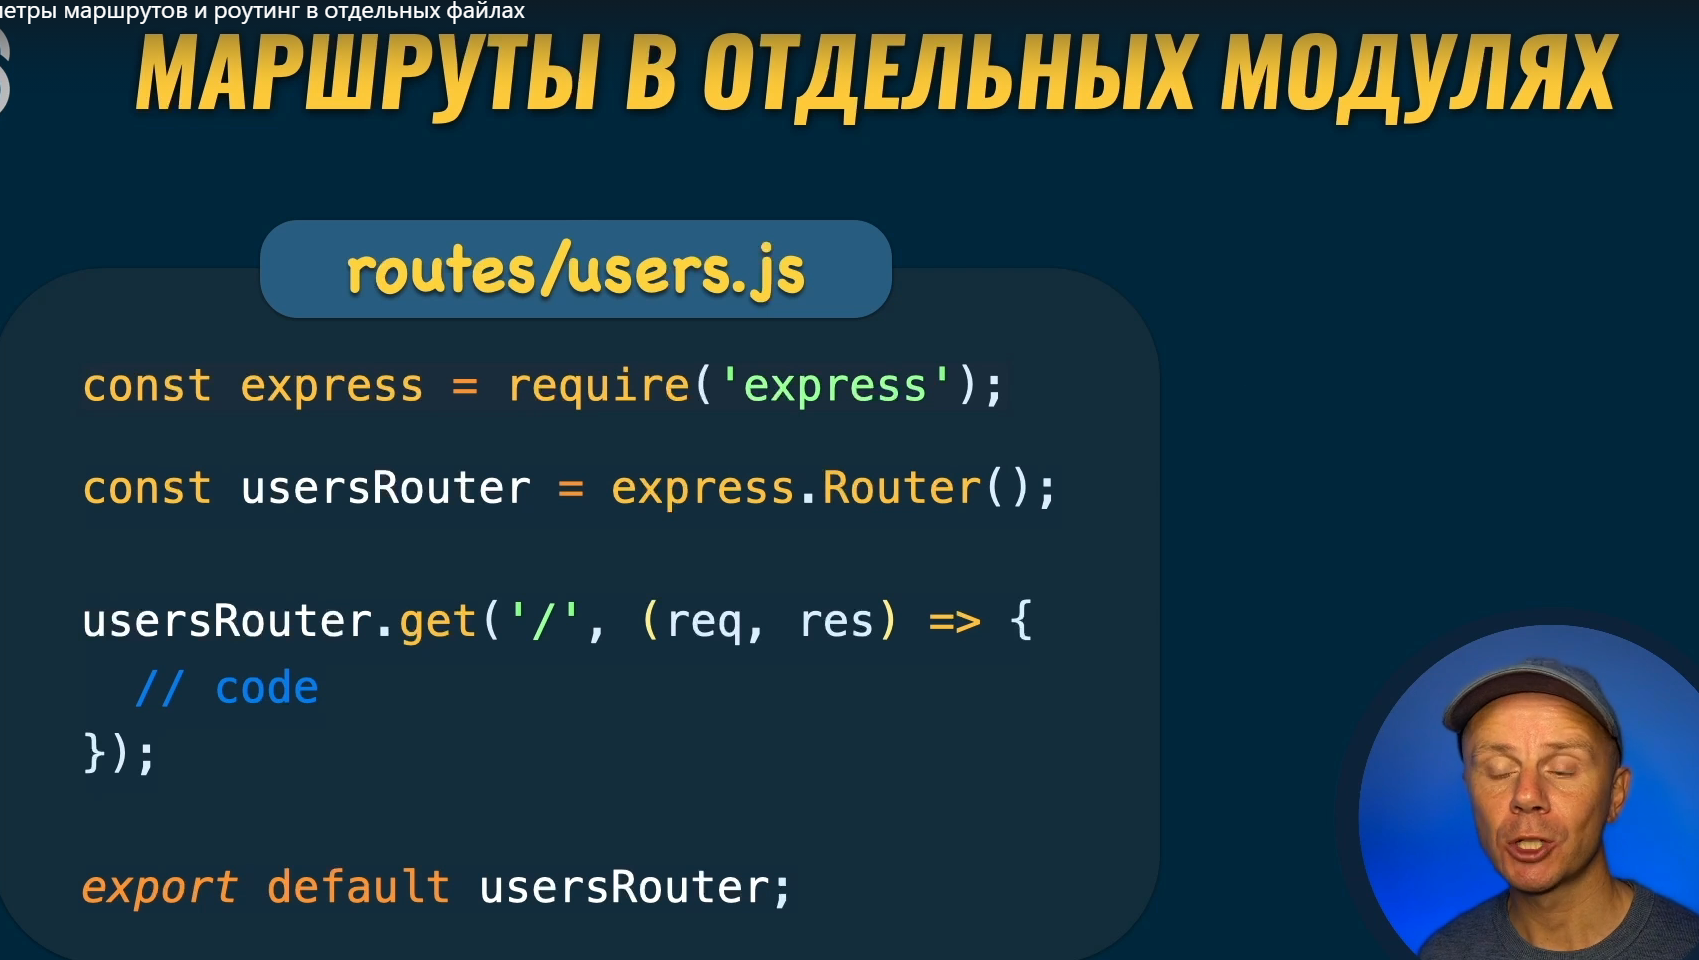 маршрутов и роутинг в отдельных файлах
МАРШРУТЫ В ОТДЕЛЬНЫХ МОДУЛЯХ
routes/users.js
const express = require('express');
const usersRouter = express.Router();
usersRouter.get('/', (req, res) => {
// code
});
export default usersRouter;